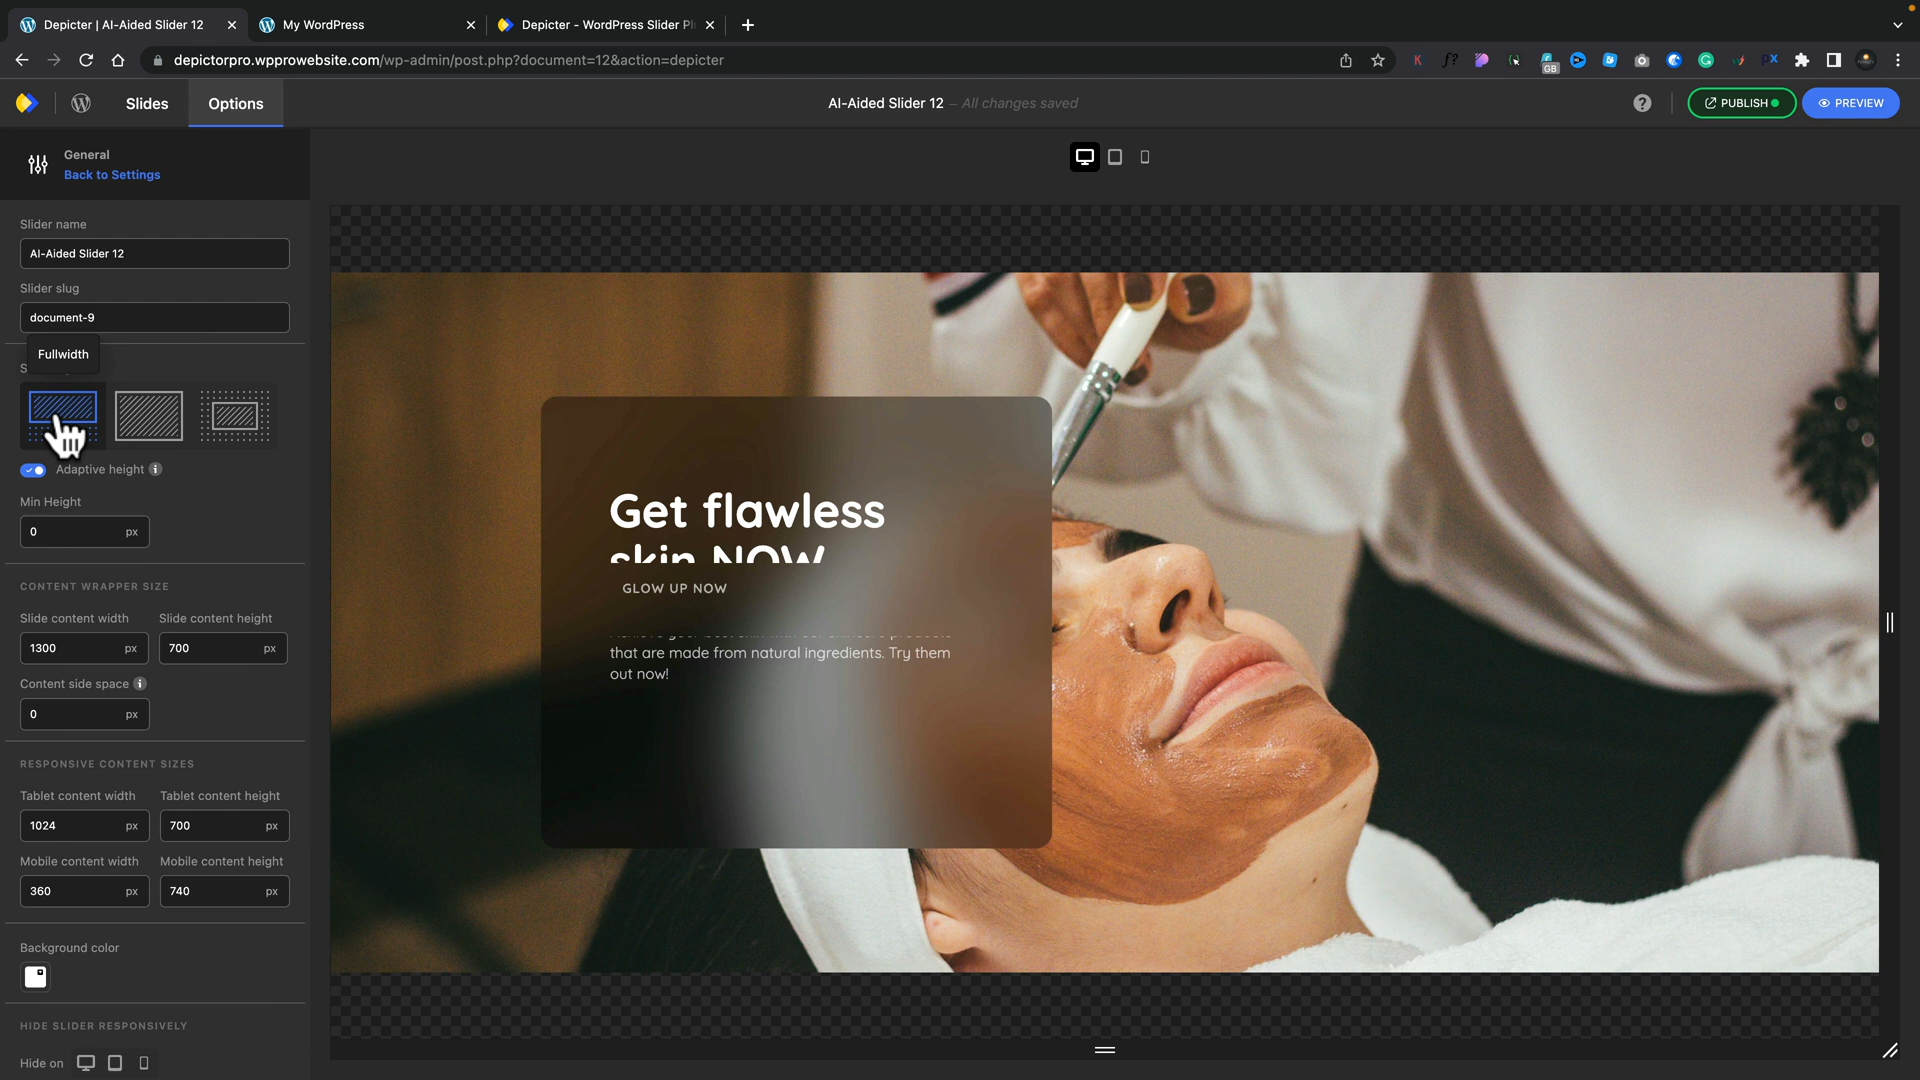 Depicter | AI-Aided Slider 12
My WordPress
Depicter - WordPress Slider Pl
depictorpro.wpprowebsite.com/wp-admin/post.php?document=12&action=depicter
GB
Slides
Options
AI-Aided Slider 12 – All changes saved
PUBLISH
PREVIEW
General
Back to Settings
Slider name
AI-Aided Slider 12
Slider slug
document-9
Fullwidth
Adaptive height
Min Height
0 px
CONTENT WRAPPER SIZE
Slide content width Slide content height
1300 px 700 px
Content side space
0 px
RESPONSIVE CONTENT SIZES
Tablet content width Tablet content height
1024 px 700 px
Mobile content width Mobile content height
360 px 740 px
Background color
HIDE SLIDER RESPONSIVELY
Hide on
Get flawless
skin NOW
GLOW UP NOW
that are made from natural ingredients. Try them
out now!